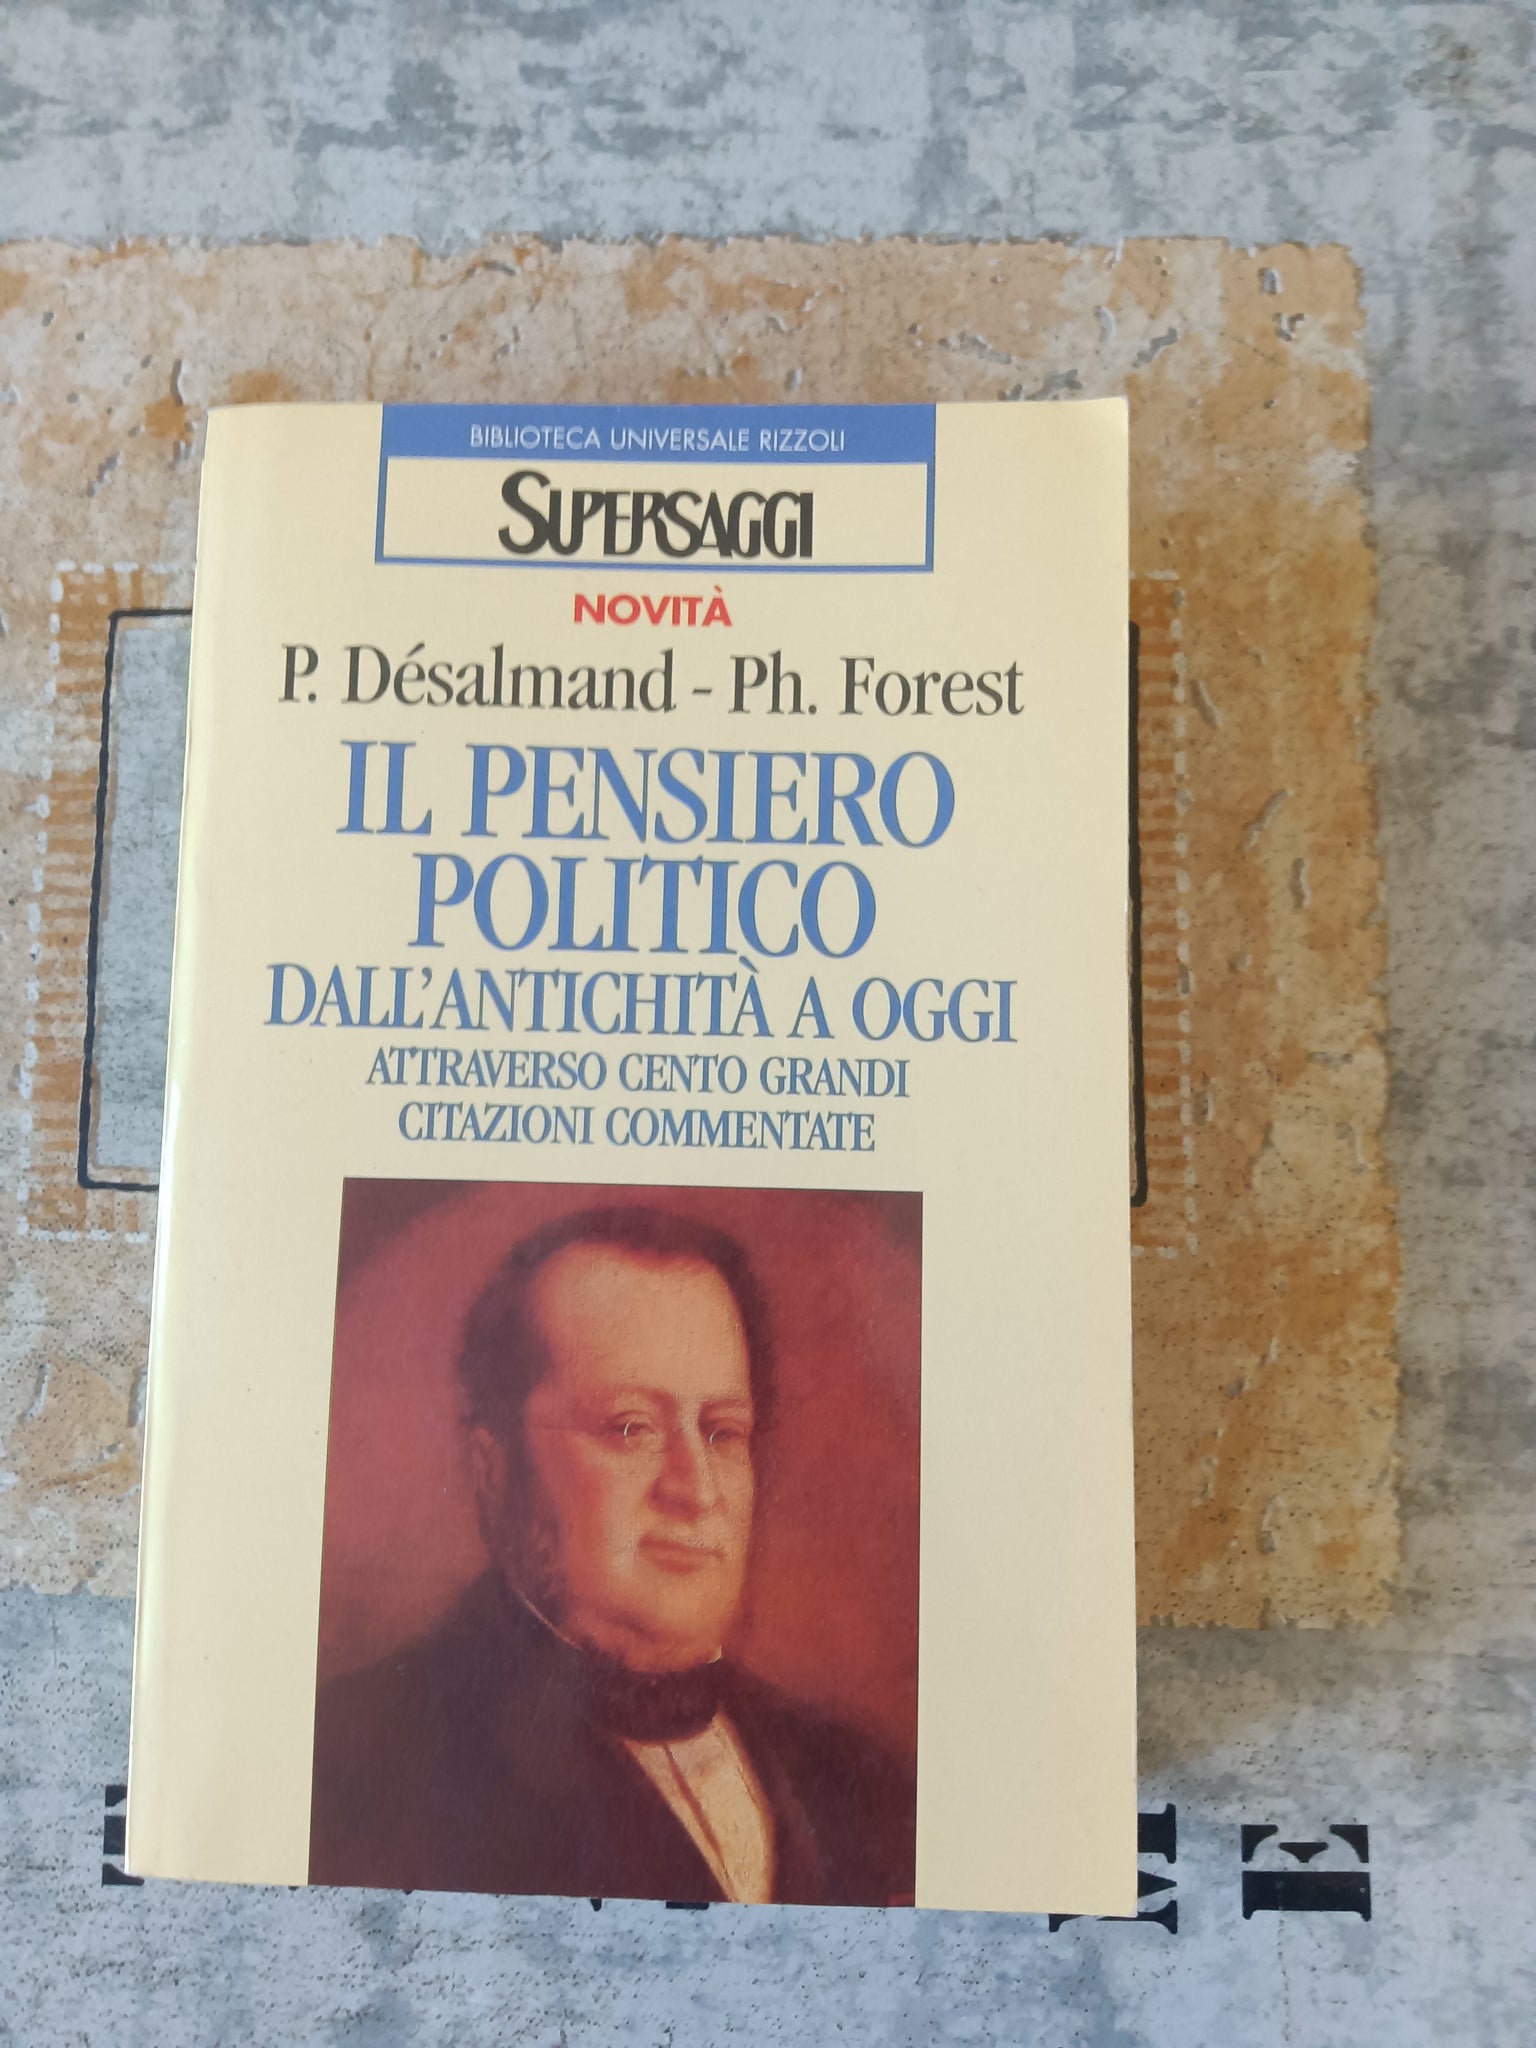 BIBLIOTECA UNIVERSALE RIZZOLI
SUPERSAGGI
NOVITÀ
P. Désalmand - Ph. Forest
IL PENSIERO
POLITICO
DALL'ANTICHITÀ A OGGI
ATTRAVERSO CENTO GRANDI
CITAZIONI COMMENTATE